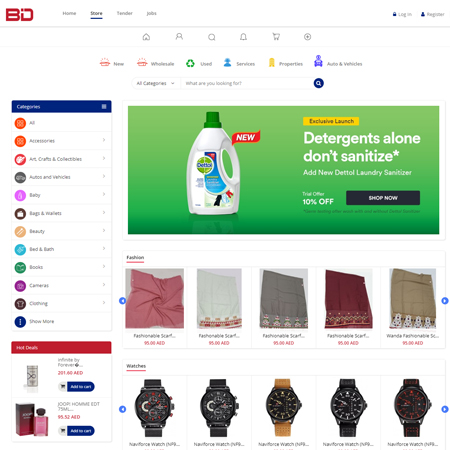 BID
Home
Store
Tender
Jobs
Log In
Register
New
Wholesale
Used
Services
Properties
Auto & Vehicles
All Categories
What are you looking for?
Categories
All
Accessories
Art, Crafts & Collectibles
Autos and Vehicles
Baby
Bags & Wallets
Beauty
Bed & Bath
Books
Cameras
Clothing
Show More
Dettol
NEW
Exclusive Launch
Detergents alone
don't sanitize*
Add New Dettol Laundry Sanitizer
Trial Offer
10% OFF
SHOP NOW
Fashion
Fashionable Scarf...
95.00 AED
Fashionable Scarf...
95.00 AED
Fashionable Scarf...
95.00 AED
Fashionable Scarf...
95.00 AED
Wanita Fashionable Sc...
95.00 AED
Hot Deals
Infinite by
Forever�...
201.60 AED
Add to cart
JOOP! HOMME EDT
75ML...
99.52 AED
Add to cart
Watches
Naviforce Watch (NF9...
Naviforce Watch (NF9...
Naviforce Watch (NF9...
Naviforce Watch (NF9...
Naviforce Watch (NF9...